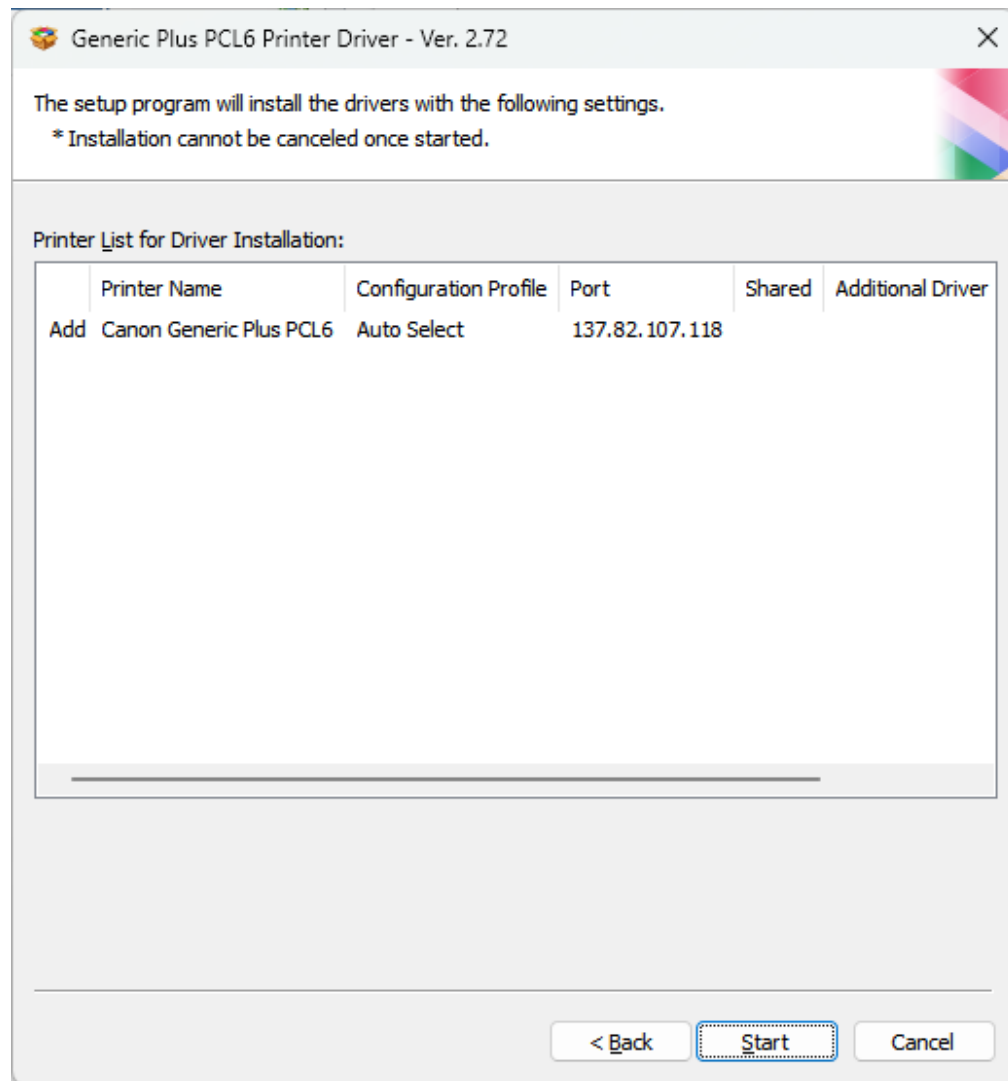 Generic Plus PCL6 Printer Driver - Ver. 2.72
The setup program will install the drivers with the following settings.
* Installation cannot be canceled once started.
Printer List for Driver Installation:
Printer Name Configuration Profile Port Shared Additional Driver
Add Canon Generic Plus PCL6 Auto Select 137.82.107.118
< Back Start Cancel